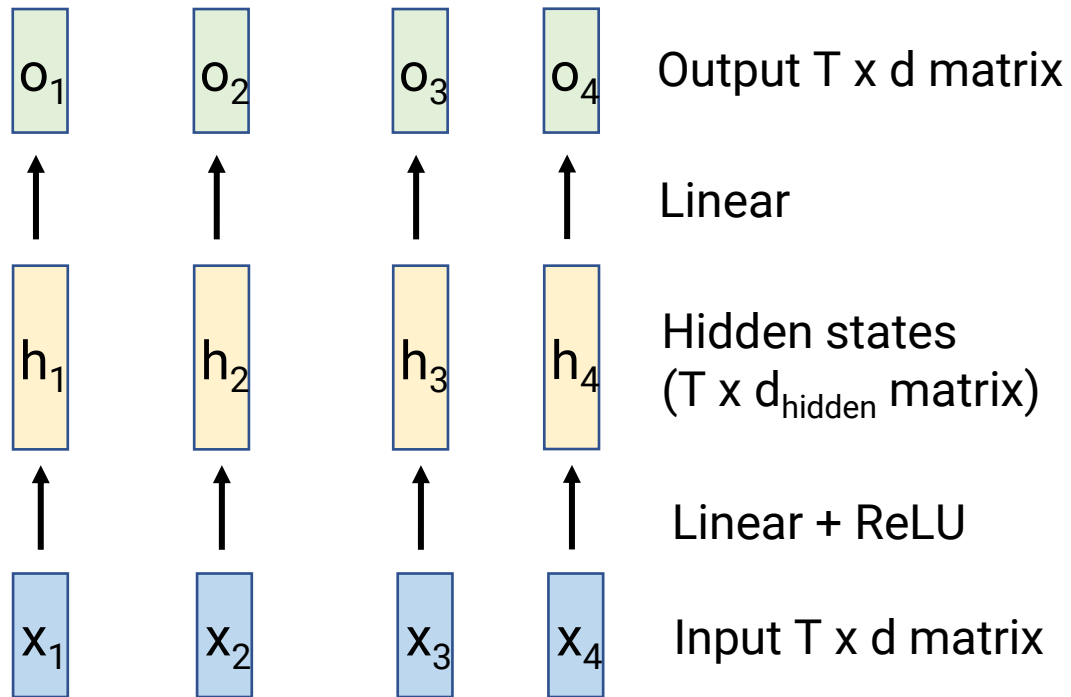 o₁ o₂ o₃ o₄ Output T x d matrix
Linear
h₁ h₂ h₃ h₄ Hidden states
(T x d_hidden matrix)
Linear + ReLU
x₁ x₂ x₃ x₄ Input T x d matrix